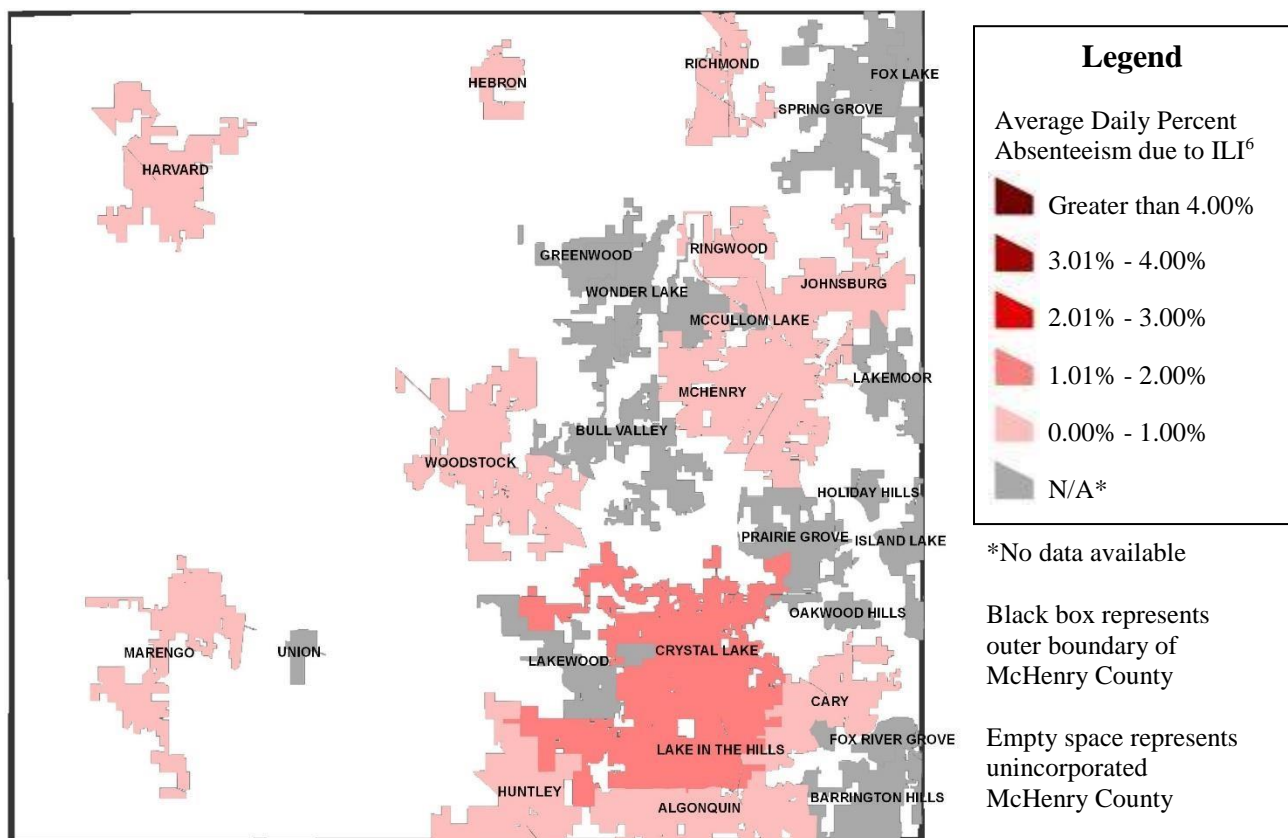 RICHMOND
FOX LAKE
HEBRON
SPRING GROVE
HARVARD
GREENWOOD
RINGWOOD
WONDER LAKE
JOHNSBURG
MCCULLOM LAKE
LAKEMOOR
MCHENRY
BULL VALLEY
WOODSTOCK
HOLIDAY HILLS
PRAIRIE GROVE
ISLAND LAKE
OAKWOOD HILLS
MARENGO
UNION
LAKEWOOD
CRYSTAL LAKE
CARY
FOX RIVER GROVE
LAKE IN THE HILLS
HUNTLEY
ALGONQUIN
BARRINGTON HILLS
Legend
Average Daily Percent
Absenteeism due to ILI⁶
Greater than 4.00%
3.01% - 4.00%
2.01% - 3.00%
1.01% - 2.00%
0.00% - 1.00%
N/A*
*No data available
Black box represents
outer boundary of
McHenry County
Empty space represents
unincorporated
McHenry County